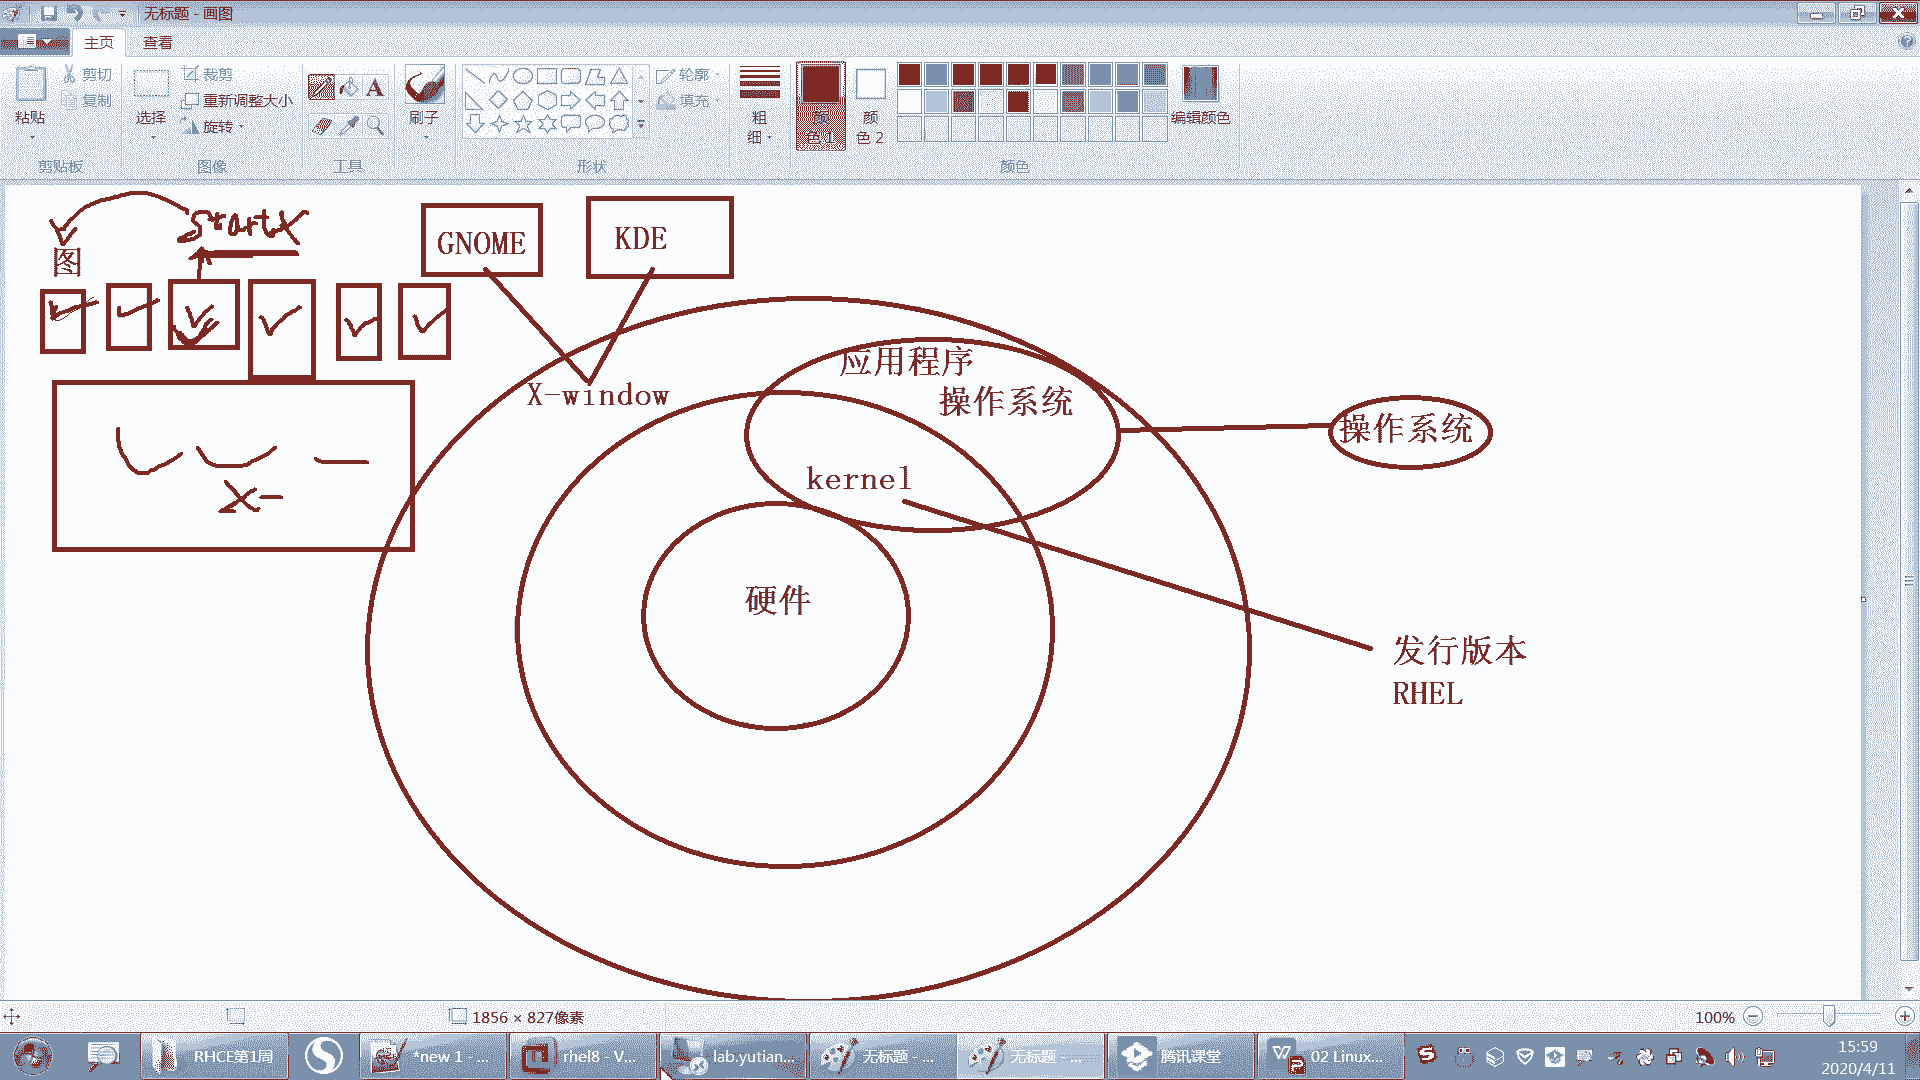 无标题 - 画图
主页 查看
粘贴
剪切
复制
剪贴板
选择
裁剪
重新调整大小
旋转
图像
A
工具
刷子
形状
轮廓
填充
粗细
颜色 1
颜色 2
颜色
编辑颜色
startX
图
GNOME
KDE
X-window
应用程序
操作系统
kernel
硬件
操作系统
发行版本
RHEL
X-
1856 × 827像素
100%
RHCE第1周
*new 1 - ...
rhel8 - V...
lab.yutian...
无标题 - ...
无标题 - ...
腾讯课堂
02 Linux...
15:59
2020/4/11